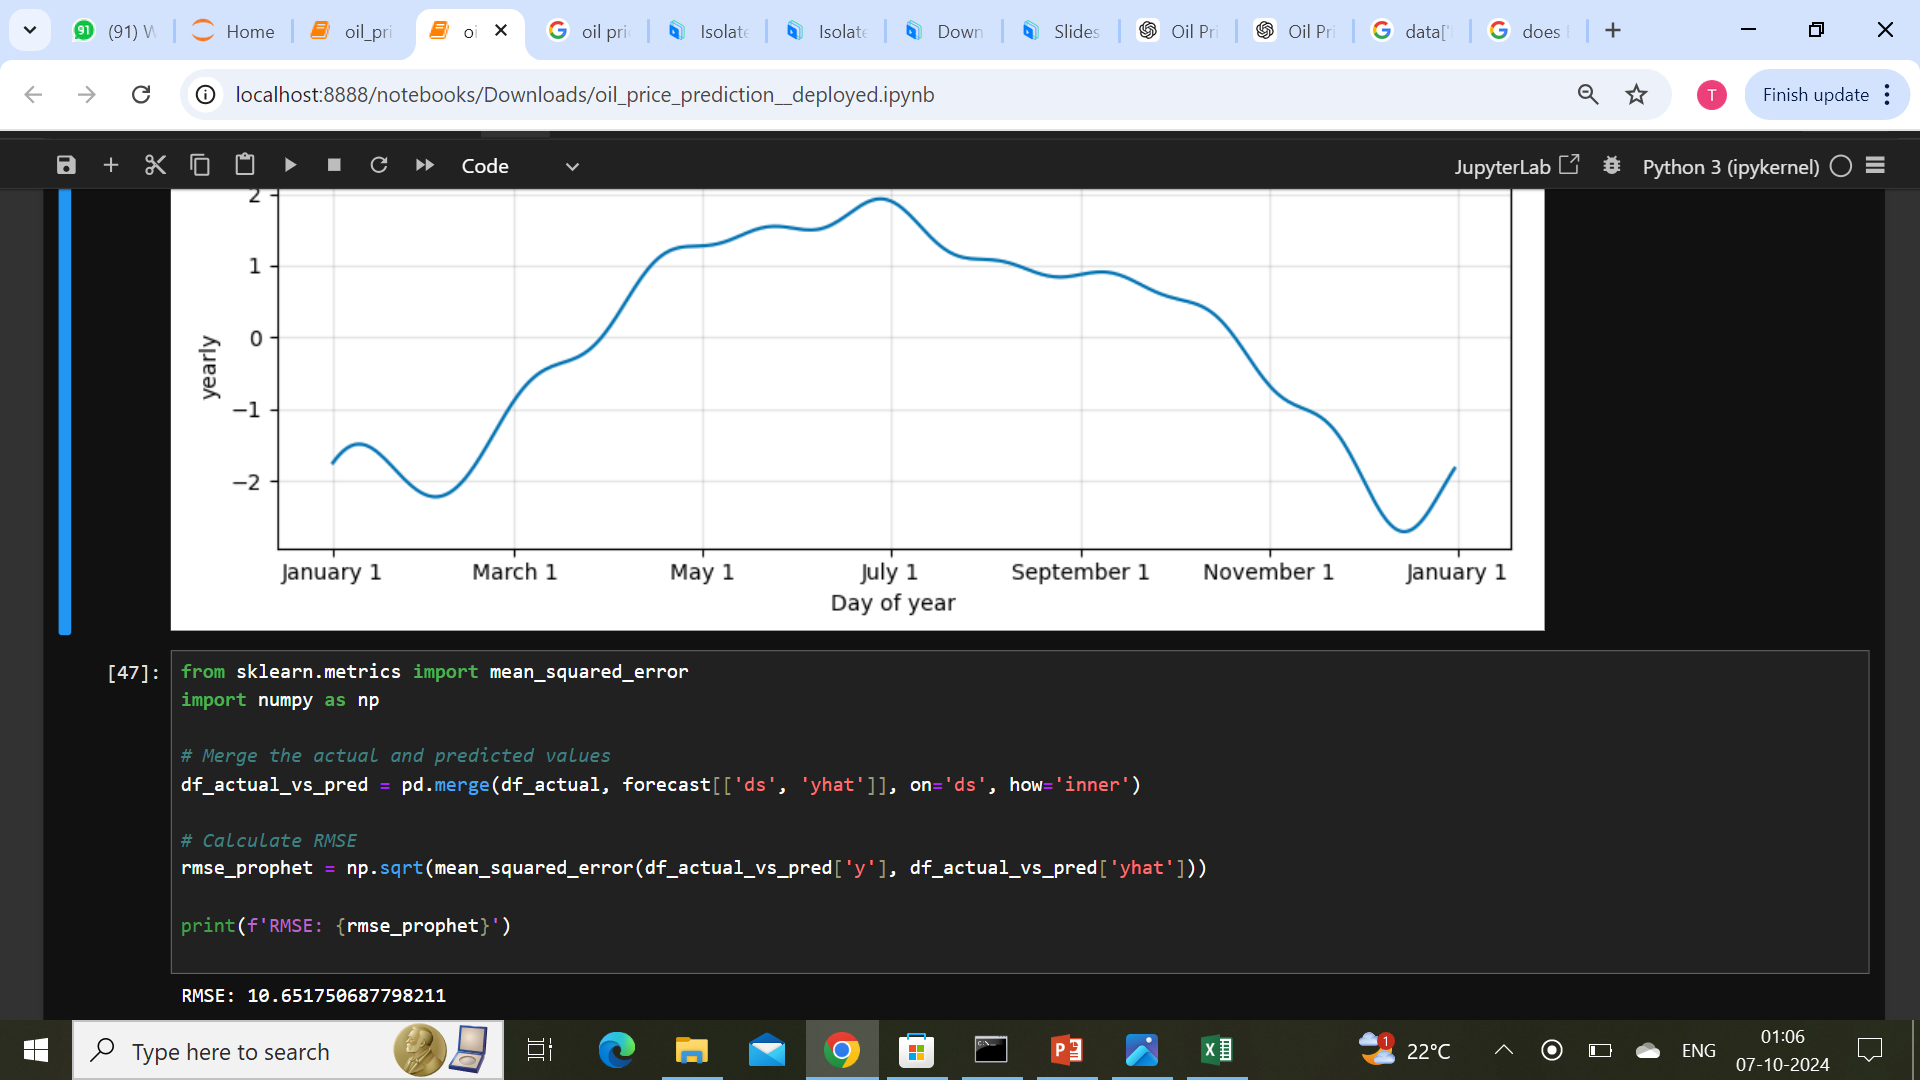 (91) W
Home
oil_pri
oi
oil pri
Isolate
Isolate
Down
Slides
Oil Pri
Oil Pri
data['
does
localhost:8888/notebooks/Downloads/oil_price_prediction__deployed.ipynb
T
Finish update
Code
JupyterLab
Python 3 (ipykernel)
2
1
0
−1
−2
yearly
January 1
March 1
May 1
July 1
September 1
November 1
January 1
Day of year
[47]:
from sklearn.metrics import mean_squared_error
import numpy as np
# Merge the actual and predicted values
df_actual_vs_pred = pd.merge(df_actual, forecast[['ds', 'yhat']], on='ds', how='inner')
# Calculate RMSE
rmse_prophet = np.sqrt(mean_squared_error(df_actual_vs_pred['y'], df_actual_vs_pred['yhat']))
print(f'RMSE: {rmse_prophet}')
RMSE: 10.651750687798211
Type here to search
1
22°C
ENG
01:06
07-10-2024